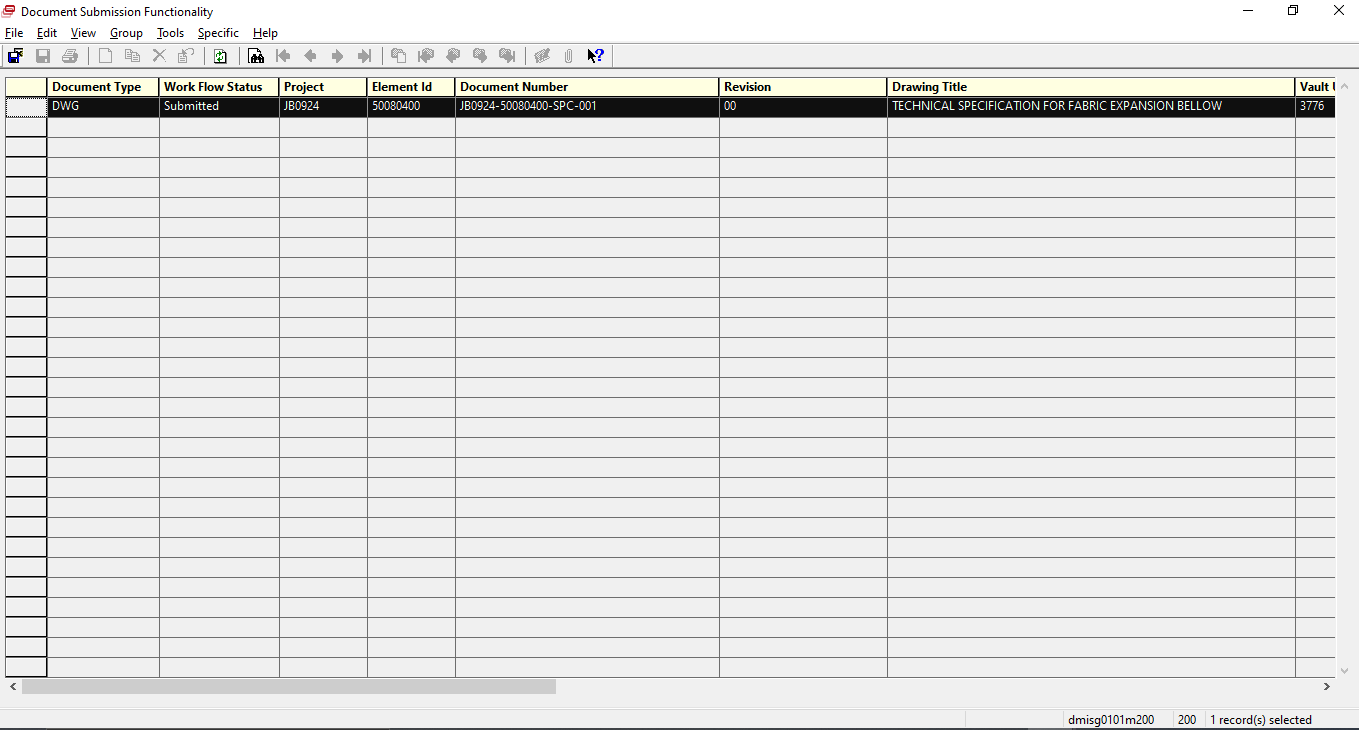 Document Submission Functionality
File Edit View Group Tools Specific Help
Document Type Work Flow Status Project Element Id Document Number Revision Drawing Title Vault
DWG Submitted JB0924 50080400 JB0924-50080400-SPC-001 00 TECHNICAL SPECIFICATION FOR FABRIC EXPANSION BELLOW 3776
dmisg0101m200 200 1 record(s) selected